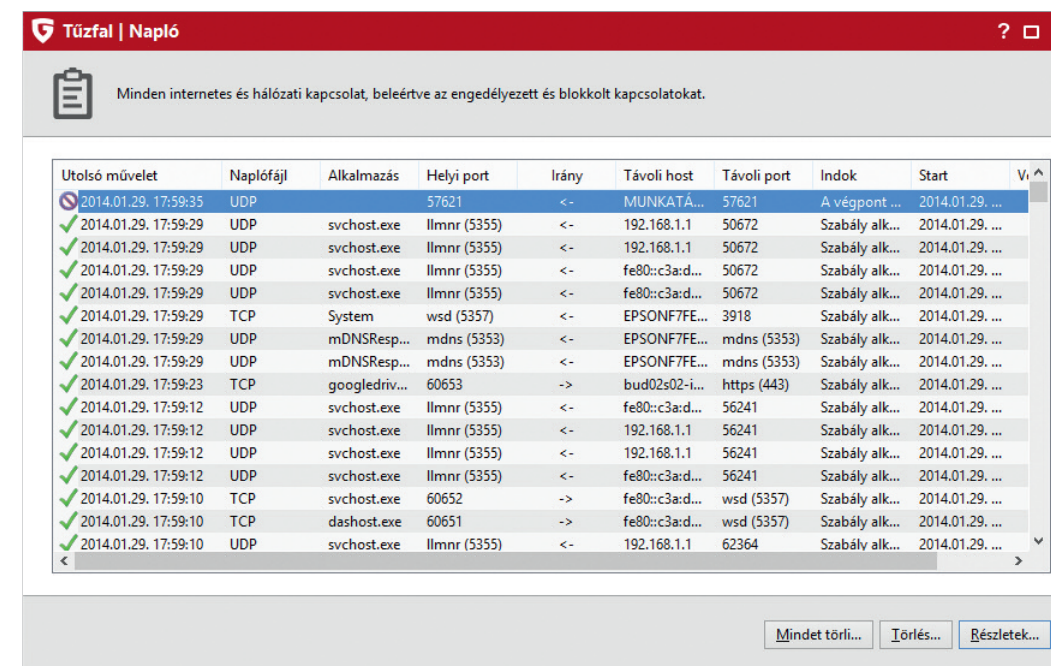 Tűzfal | Napló ?
Minden internetes és hálózati kapcsolat, beleértve az engedélyezett és blokkolt kapcsolatokat.
Utolsó művelet Naplófájl Alkalmazás Helyi port Irány Távoli host Távoli port Indok Start
2014.01.29. 17:59:35 UDP 57621 <- MUNKATÁ... 57621 A végpont ... 2014.01.29. ...
2014.01.29. 17:59:29 UDP svchost.exe llmnr (5355) <- 192.168.1.1 50672 Szabály alk... 2014.01.29. ...
2014.01.29. 17:59:29 UDP svchost.exe llmnr (5355) <- 192.168.1.1 50672 Szabály alk... 2014.01.29. ...
2014.01.29. 17:59:29 UDP svchost.exe llmnr (5355) <- fe80::c3a:d... 50672 Szabály alk... 2014.01.29. ...
2014.01.29. 17:59:29 UDP svchost.exe llmnr (5355) <- fe80::c3a:d... 50672 Szabály alk... 2014.01.29. ...
2014.01.29. 17:59:29 TCP System wsd (5357) <- EPSONF7FE... 3918 Szabály alk... 2014.01.29. ...
2014.01.29. 17:59:29 UDP mDNSResp... mdns (5353) <- EPSONF7FE... mdns (5353) Szabály alk... 2014.01.29. ...
2014.01.29. 17:59:29 UDP mDNSResp... mdns (5353) <- EPSONF7FE... mdns (5353) Szabály alk... 2014.01.29. ...
2014.01.29. 17:59:23 TCP googledriv... 60653 -> bud02s02-i... https (443) Szabály alk... 2014.01.29. ...
2014.01.29. 17:59:12 UDP svchost.exe llmnr (5355) <- fe80::c3a:d... 56241 Szabály alk... 2014.01.29. ...
2014.01.29. 17:59:12 UDP svchost.exe llmnr (5355) <- 192.168.1.1 56241 Szabály alk... 2014.01.29. ...
2014.01.29. 17:59:12 UDP svchost.exe llmnr (5355) <- 192.168.1.1 56241 Szabály alk... 2014.01.29. ...
2014.01.29. 17:59:12 UDP svchost.exe llmnr (5355) <- fe80::c3a:d... 56241 Szabály alk... 2014.01.29. ...
2014.01.29. 17:59:10 TCP svchost.exe 60652 -> fe80::c3a:d... wsd (5357) Szabály alk... 2014.01.29. ...
2014.01.29. 17:59:10 TCP dashost.exe 60651 -> fe80::c3a:d... wsd (5357) Szabály alk... 2014.01.29. ...
2014.01.29. 17:59:10 UDP svchost.exe llmnr (5355) <- 192.168.1.1 62364 Szabály alk... 2014.01.29. ...
Mindet törli... Törlés... Részletek...